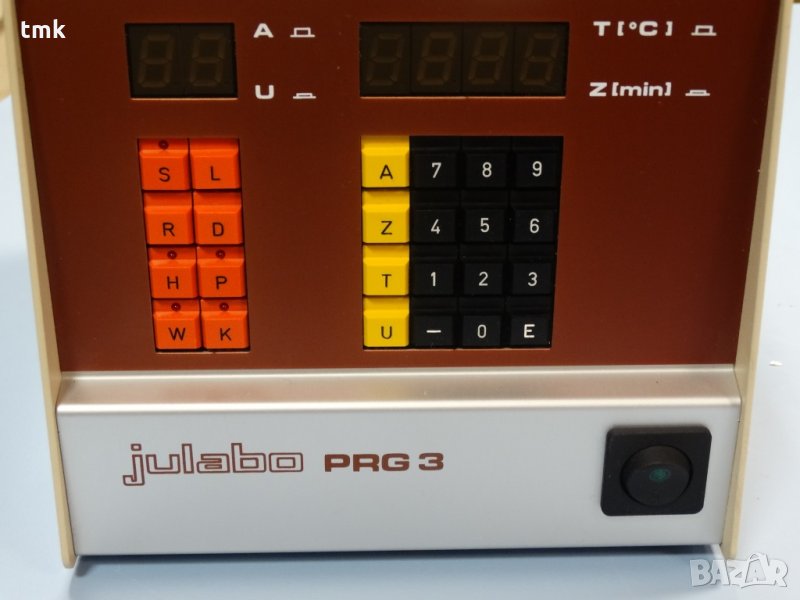 tmk
A T[°C]
U Z[min]
S L A 7 8 9
R D Z 4 5 6
H P T 1 2 3
W K U – 0 E
julabo PRG 3
BAZAR